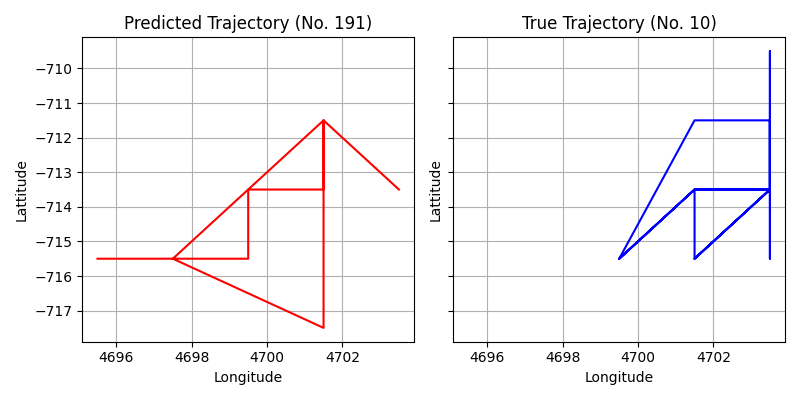 Predicted Trajectory (No. 191)
True Trajectory (No. 10)
−710
−711
−712
−713
−714
−715
−716
−717
Lattitude
Lattitude
4696 4698 4700 4702
4696 4698 4700 4702
Longitude
Longitude